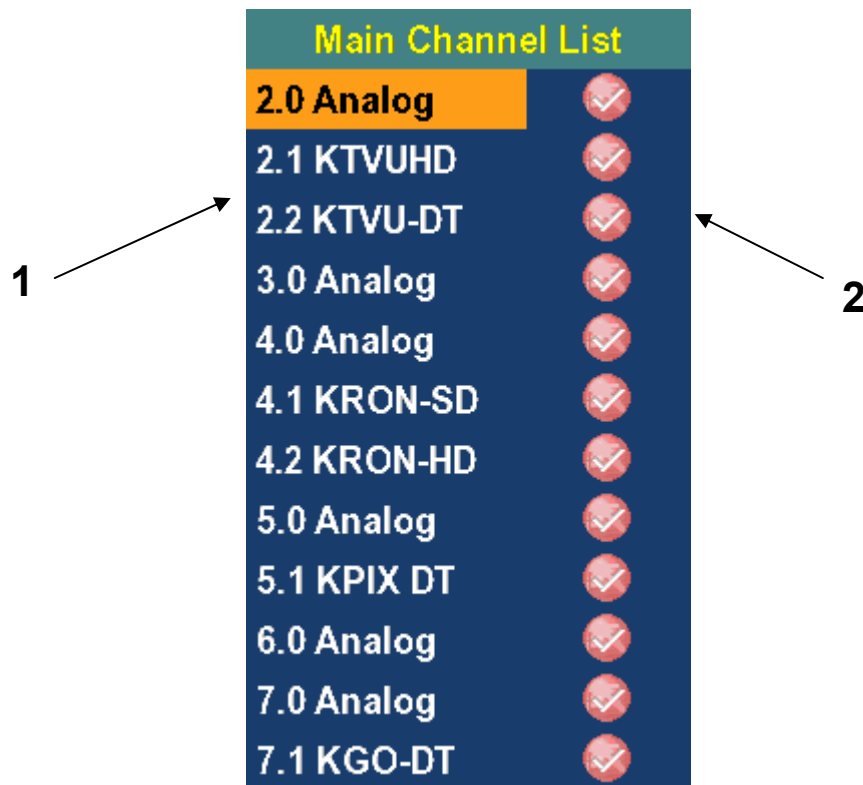 Main Channel List
2.0 Analog
2.1 KTVUHD
2.2 KTVU-DT
1
2
3.0 Analog
4.0 Analog
4.1 KRON-SD
4.2 KRON-HD
5.0 Analog
5.1 KPIX DT
6.0 Analog
7.0 Analog
7.1 KGO-DT